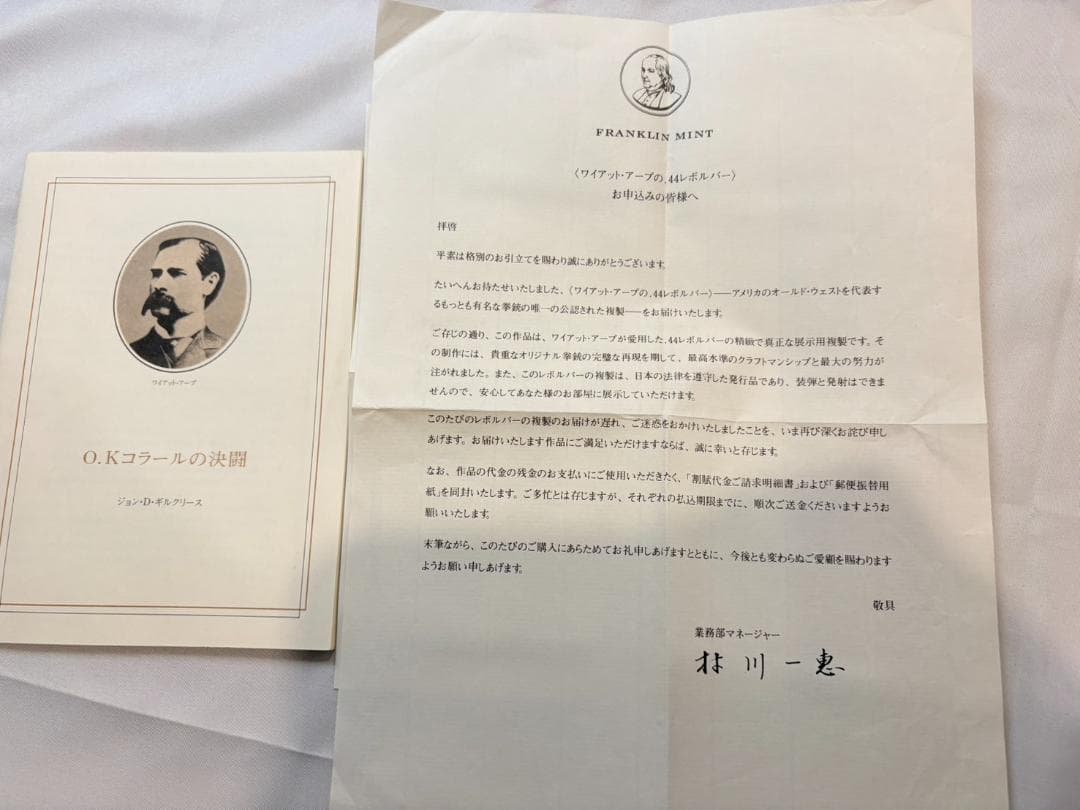 ワイアット・アープ
O.Kコラールの決闘
ジョン・D・ギルクリース
FRANKLIN MINT
〈ワイアット・アープの.44レボルバー〉
お申込みの皆様へ
拝啓
平素は格別のお引立てを賜わり誠にありがとうございます。
たいへんお待たせいたしました、〈ワイアット・アープの.44レボルバー〉——アメリカのオールド・ウェストを代表す
るもっとも有名な拳銃の唯一の公認された複製——をお届けいたします。
ご存じの通り、この作品は、ワイアット・アープが愛用した.44レボルバーの精緻で真正な展示用複製です。そ
の制作には、貴重なオリジナル拳銃の完璧な再現を期して、最高水準のクラフトマンシップと最大の努力が
注がれました。また、このレボルバーの複製は、日本の法律を遵守した発行品であり、装弾と発射はできま
せんので、安心してあなた様のお部屋に展示していただけます。
このたびのレボルバーの複製のお届けが遅れ、ご迷惑をおかけいたしましたことを、いま再び深くお詫び申し
あげます。お届けいたします作品にご満足いただけますならば、誠に幸いと存じます。
なお、作品の代金の残金のお支払いにご使用いただきたく、「割賦代金ご請求明細書」および「郵便振替用
紙」を同封いたします。ご多忙とは存じますが、それぞれの払込期限までに、順次ご送金くださいますようお
願いいたします。
末筆ながら、このたびのご購入にあらためてお礼申しあげますとともに、今後とも変わらぬご愛顧を賜わります
ようお願い申しあげます。
敬具
業務部マネージャー
川一恵